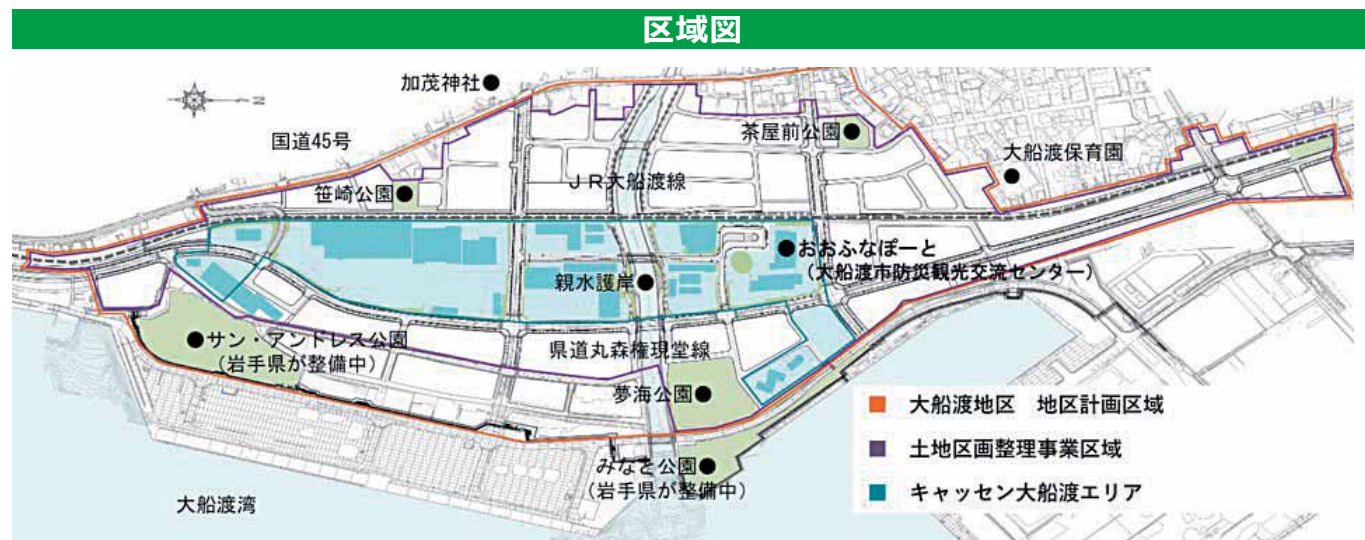 区域図
加茂神社
N
国道45号
茶屋前公園
大船渡保育園
笹崎公園
JR大船渡線
おおふなぽーと
（大船渡市防災観光交流センター）
親水護岸
サン・アンドレス公園
（岩手県が整備中）
県道丸森権現堂線
夢海公園
大船渡地区　地区計画区域
土地区画整理事業区域
みなと公園
（岩手県が整備中）
キャッセン大船渡エリア
大船渡湾